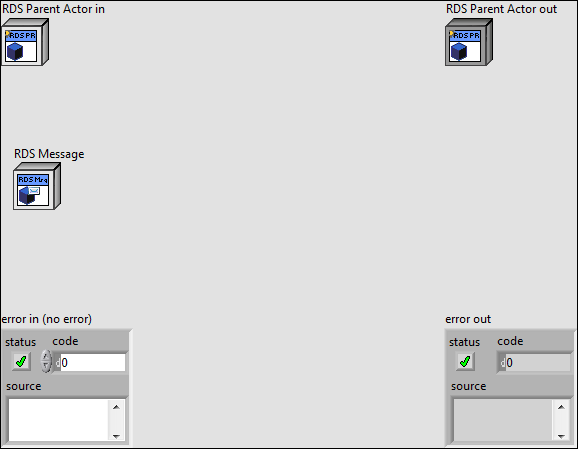 RDS Parent Actor in
RDS Parent Actor out
RDS PR
RDS PR
RDS Message
RDS Msg
error in (no error)
error out
status
code
status
code
d
0
d
0
source
source